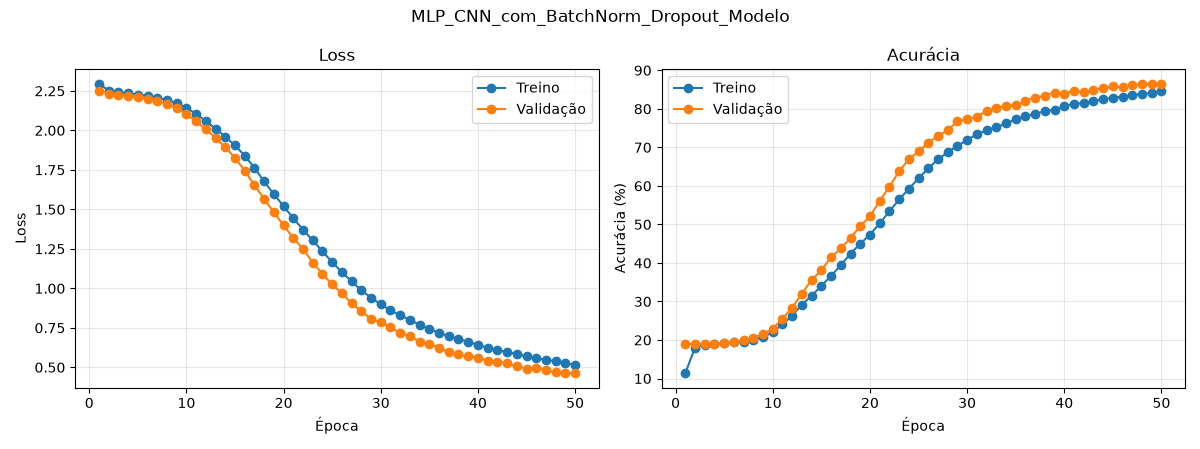 MLP_CNN_com_BatchNorm_Dropout_Modelo
Loss
Treino
Validação
2.25
2.00
1.75
1.50
1.25
1.00
0.75
0.50
Loss
0 10 20 30 40 50
Época
Acurácia
Treino
Validação
90
80
70
60
50
40
30
20
10
Acurácia (%)
0 10 20 30 40 50
Época